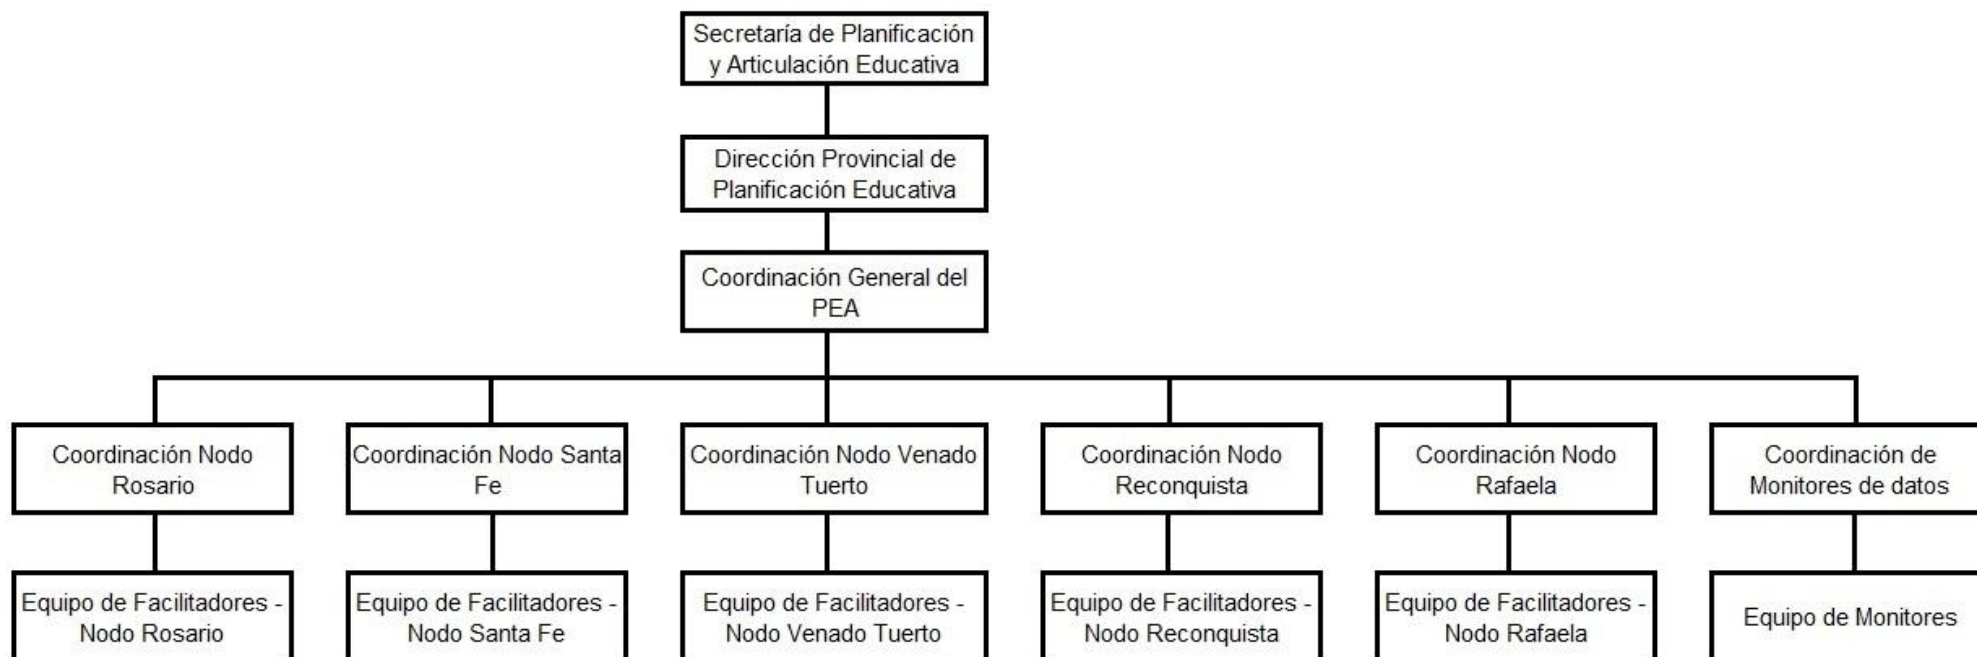 Secretaría de Planificación
y Articulación Educativa
Dirección Provincial de
Planificación Educativa
Coordinación General del
PEA
Coordinación Nodo
Rosario
Coordinación Nodo Santa
Fe
Coordinación Nodo Venado
Tuerto
Coordinación Nodo
Reconquista
Coordinación Nodo
Rafaela
Coordinación de
Monitores de datos
Equipo de Facilitadores -
Nodo Rosario
Equipo de Facilitadores -
Nodo Santa Fe
Equipo de Facilitadores -
Nodo Venado Tuerto
Equipo de Facilitadores -
Nodo Reconquista
Equipo de Facilitadores -
Nodo Rafaela
Equipo de Monitores